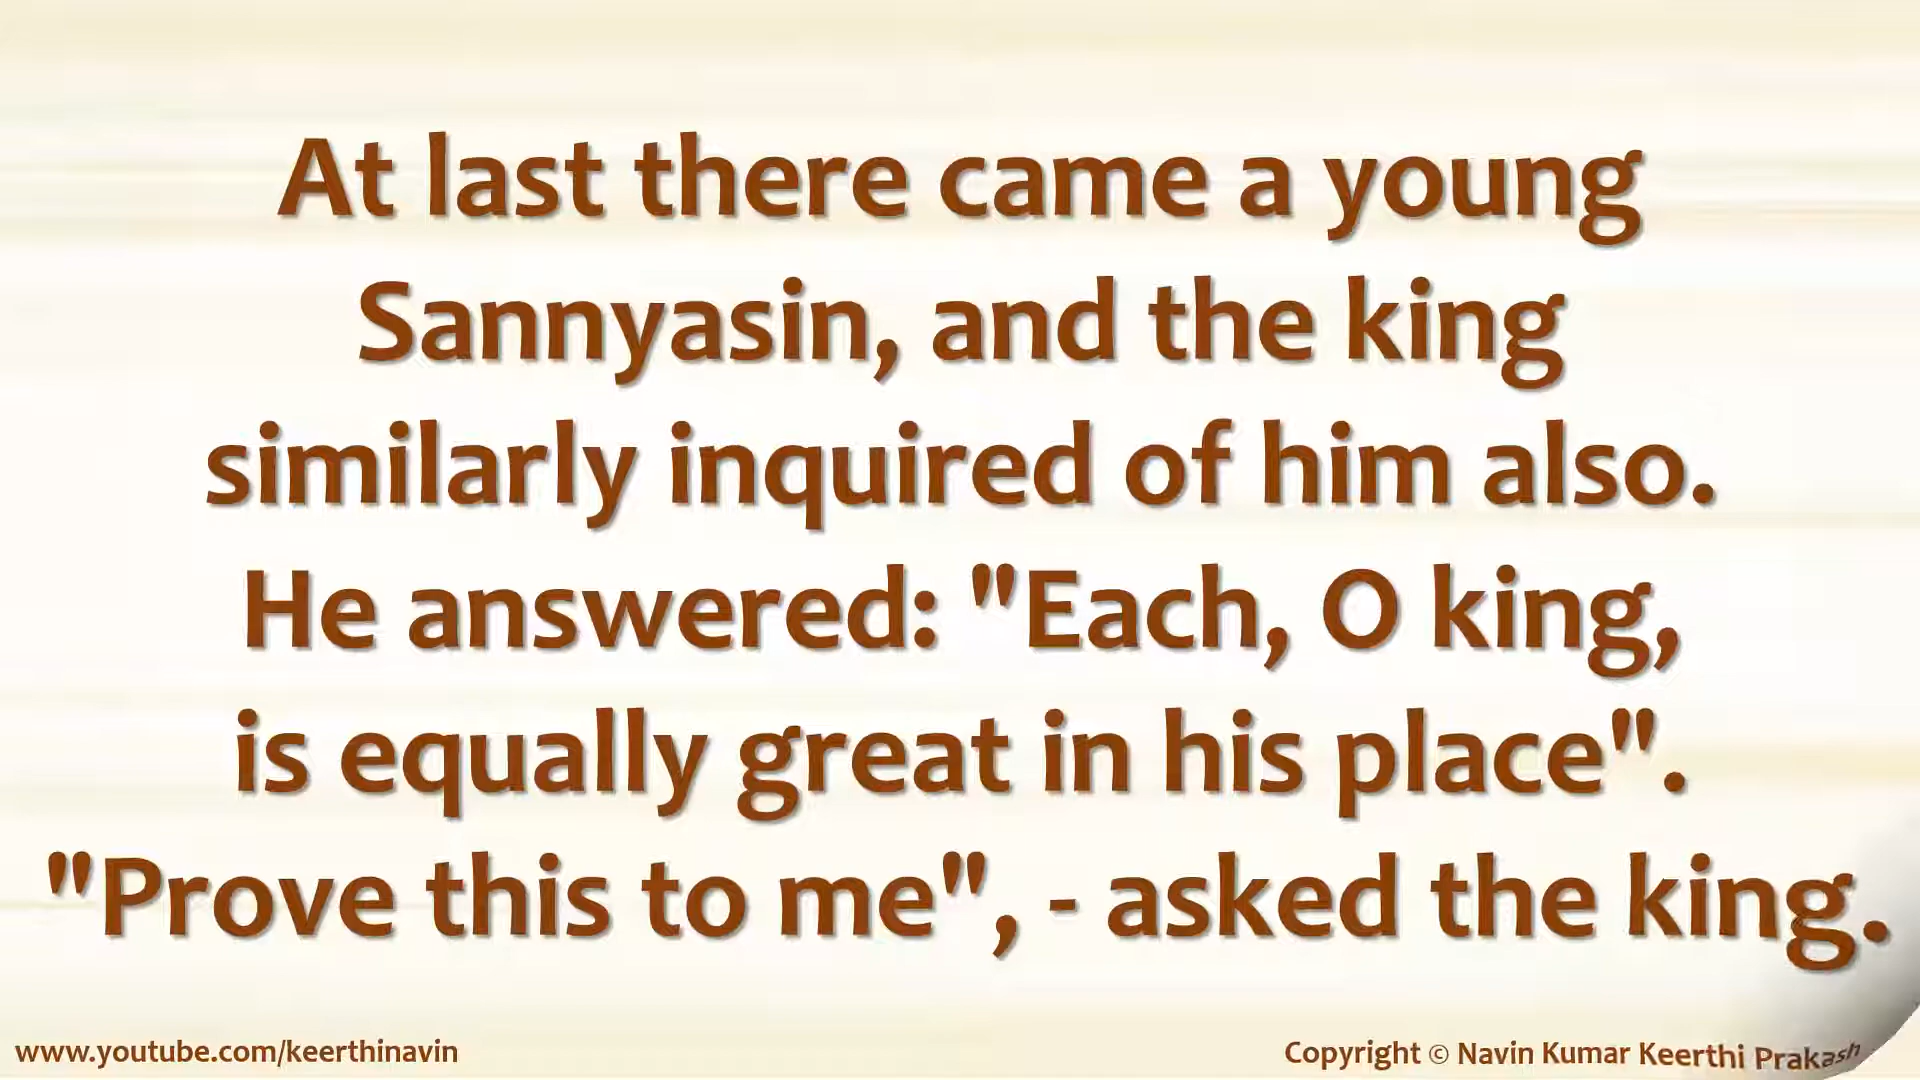 At last there came a young
Sannyasin, and the king
similarly inquired of him also.
He answered: "Each, O king,
is equally great in his place".
"Prove this to me", - asked the king.
www.youtube.com/keerthinavin
Copyright © Navin Kumar Keerthi Prakash